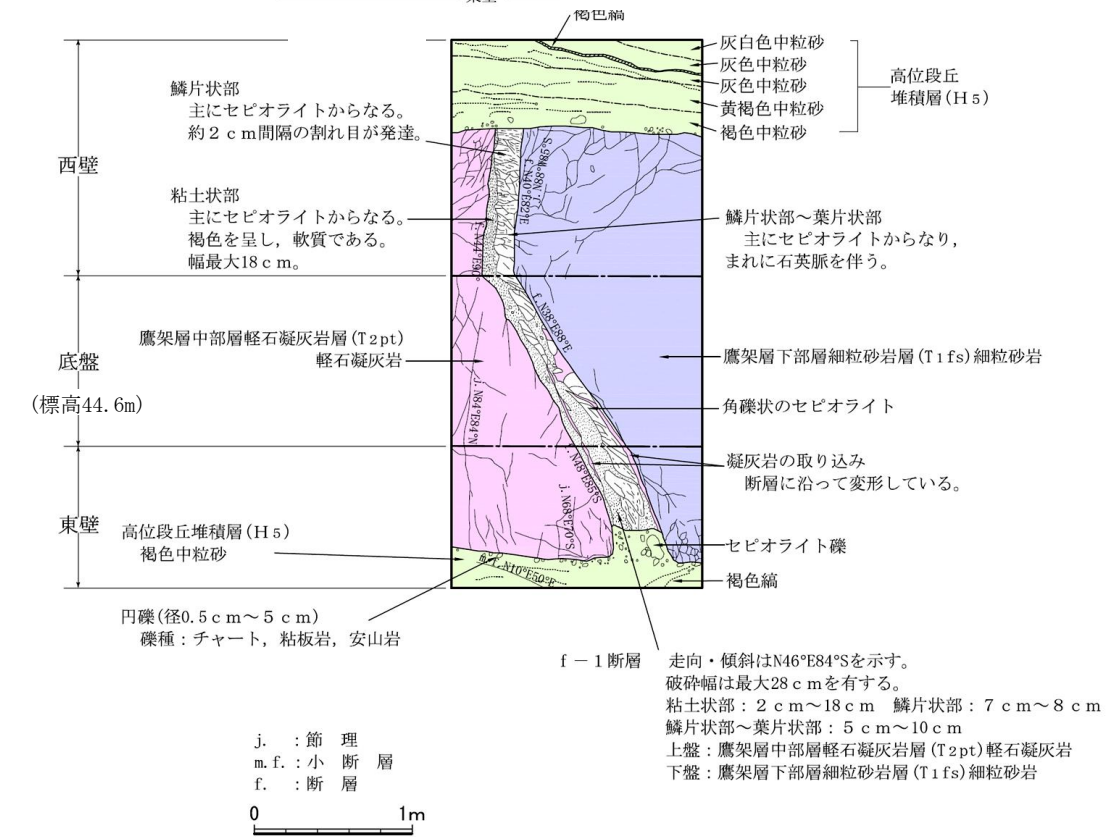 褐色縞
灰白色中粒砂
灰色中粒砂
灰色中粒砂
黄褐色中粒砂
褐色中粒砂
高位段丘
堆積層(H5)
鱗片状部
主にセピオライトからなる。
約2cm間隔の割れ目が発達。
西壁
粘土状部
主にセピオライトからなる。
褐色を呈し，軟質である。
幅最大18cm。
f. N40°E82°E
鱗片状部～葉片状部
主にセピオライトからなり，
まれに石英脈を伴う。
f. N38°E88°E
鷹架層中部層軽石凝灰岩層(T2pt)
軽石凝灰岩
底盤
(標高44.6m)
鷹架層下部層細粒砂岩層(T1fs)細粒砂岩
j. N84°E84°N
角礫状のセピオライト
凝灰岩の取り込み
断層に沿って変形している。
f. N48°E85°S
j. N68°E70°S
東壁
高位段丘堆積層(H5)
褐色中粒砂
セピオライト礫
m.f. N10°E50°E
褐色縞
円礫(径0.5cm～5cm)
礫種：チャート，粘板岩，安山岩
f－1断層 走向・傾斜はN46°E84°Sを示す。
破砕幅は最大28cmを有する。
粘土状部：2cm～18cm 鱗片状部：7cm～8cm
鱗片状部～葉片状部：5cm～10cm
上盤：鷹架層中部層軽石凝灰岩層(T2pt)軽石凝灰岩
下盤：鷹架層下部層細粒砂岩層(T1fs)細粒砂岩
j. ：節 理
m.f.：小 断 層
f. ：断 層
0 1m